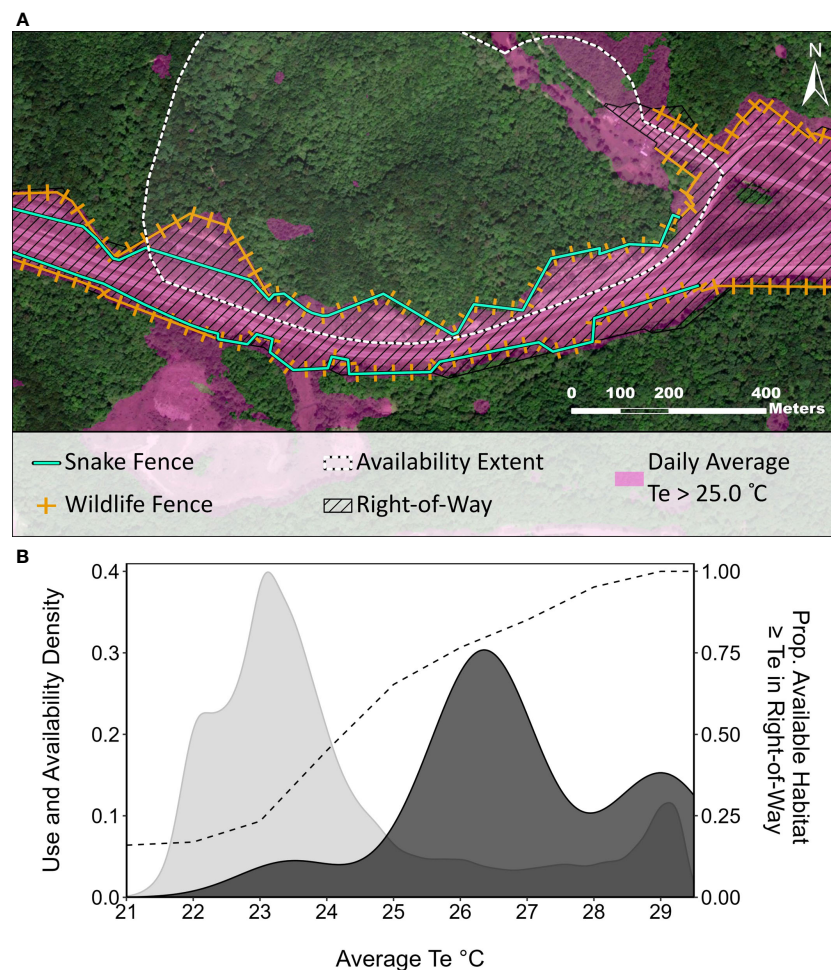 A
N
0 100 200 400
Meters
Snake Fence
Availability Extent
Daily Average
Te > 25.0 °C
Wildlife Fence
Right-of-Way
B
Use and Availability Density
0.4
0.3
0.2
0.1
0.0
1.00
0.75
0.50
0.25
0.00
Prop. Available Habitat
≥ Te in Right-of-Way
21 22 23 24 25 26 27 28 29
Average Te °C